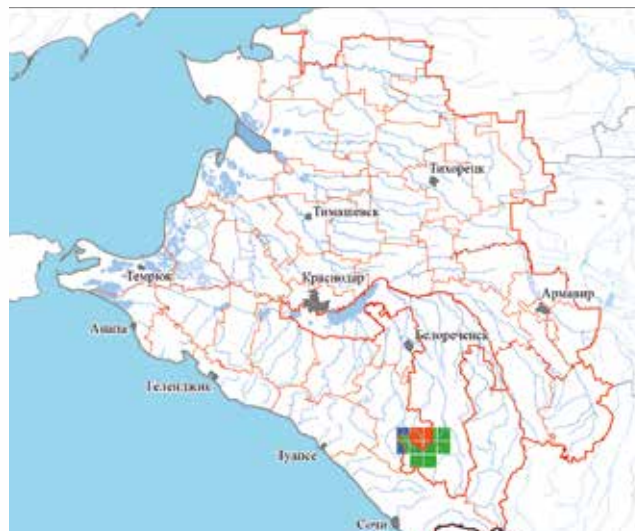 Тихорецк
Тимашевск
Темрюк
Краснодар
Армавир
Анапа
Белореченск
Геленджик
Туапсе
Сочи